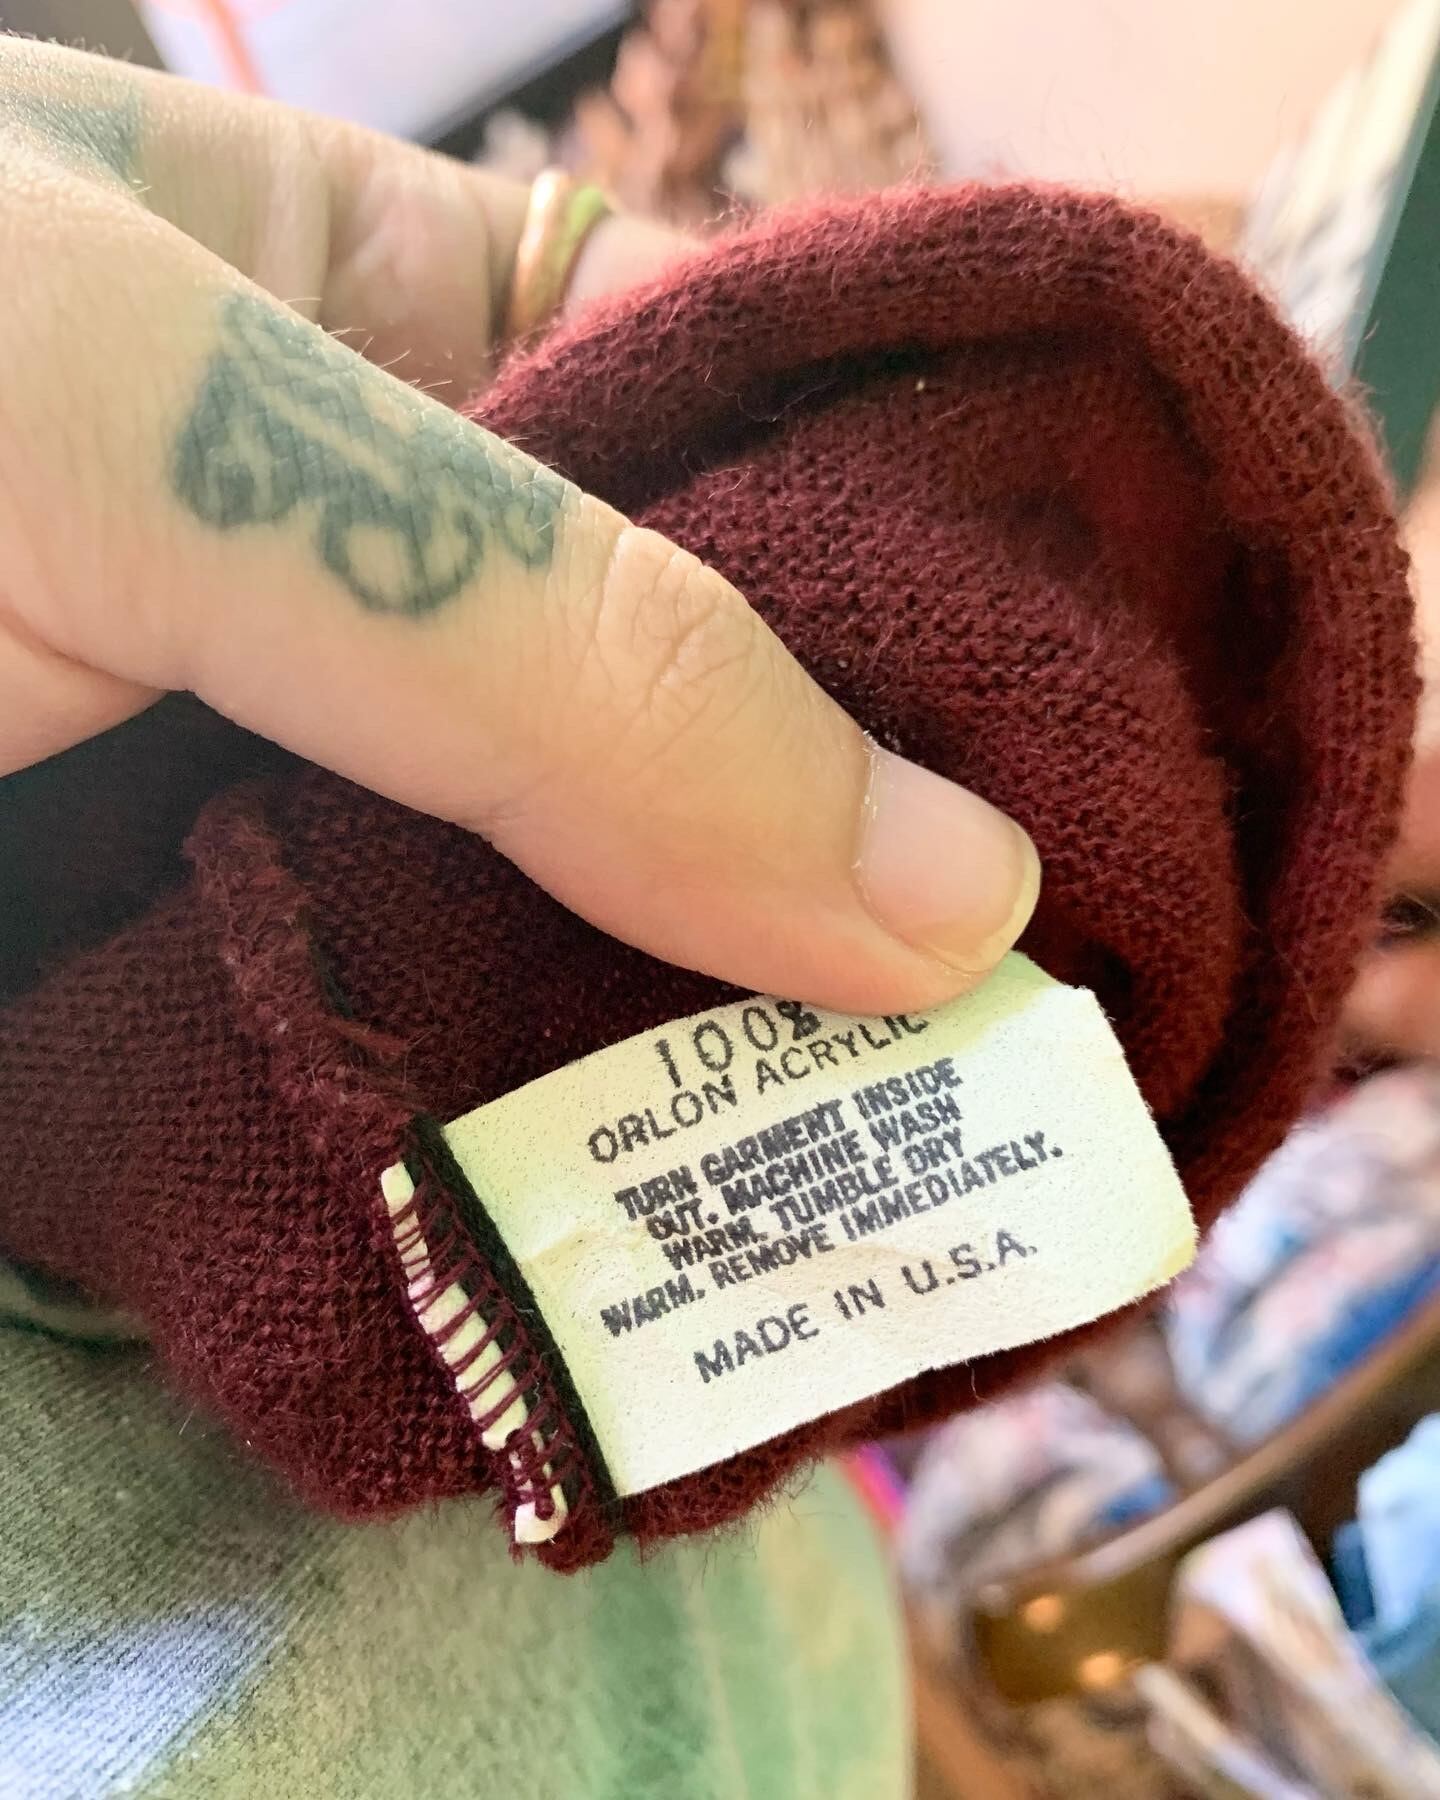 100%
ORLON ACRYLIC
TURN GARMENT INSIDE
OUT. MACHINE WASH
WARM. TUMBLE DRY
WARM. REMOVE IMMEDIATELY.
MADE IN U.S.A.